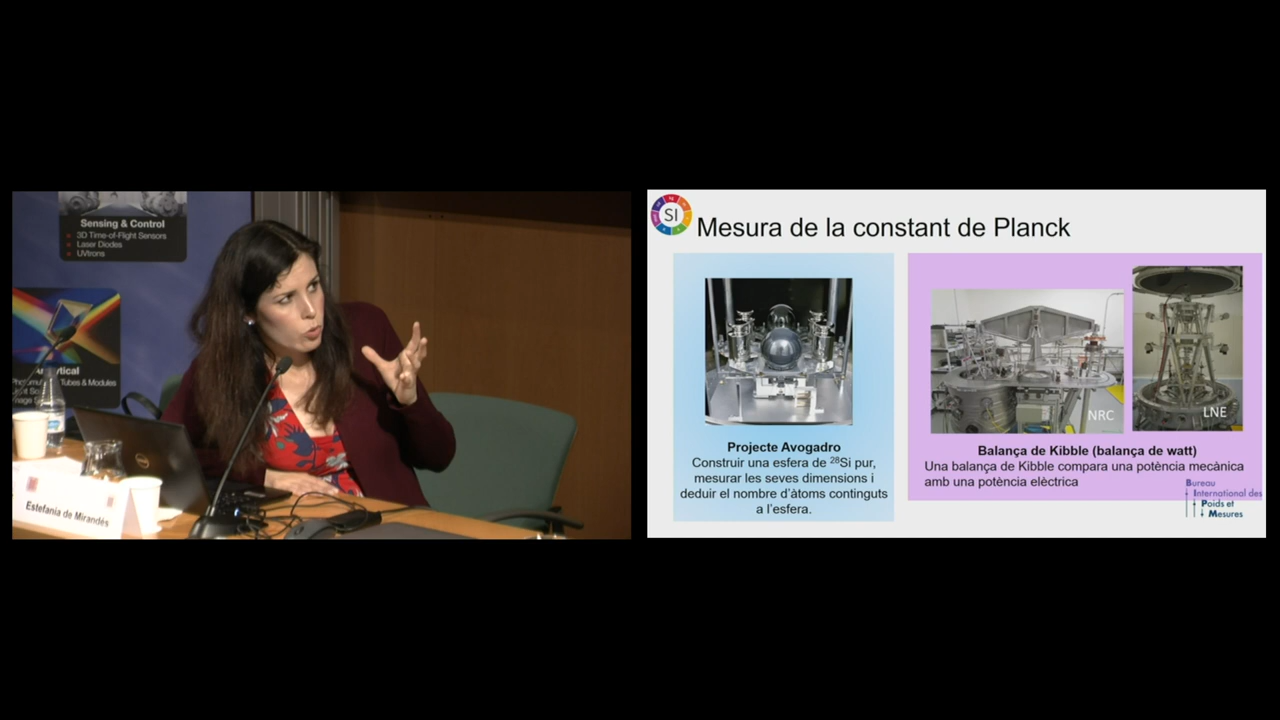 Sensing & Control
3D Time-of-Flight Sensors
Laser Diodes
UVtrons
Tubes & Modules
Estefania de Mirandés
SI
Mesura de la constant de Planck
Projecte Avogadro
Construir una esfera de ²⁸Si pur,
mesurar les seves dimensions i
deduir el nombre d'àtoms continguts
a l'esfera.
NRC
LNE
Balança de Kibble (balança de watt)
Una balança de Kibble compara una potència mecànica
amb una potència elèctrica
Bureau
International des
Poids et
Mesures